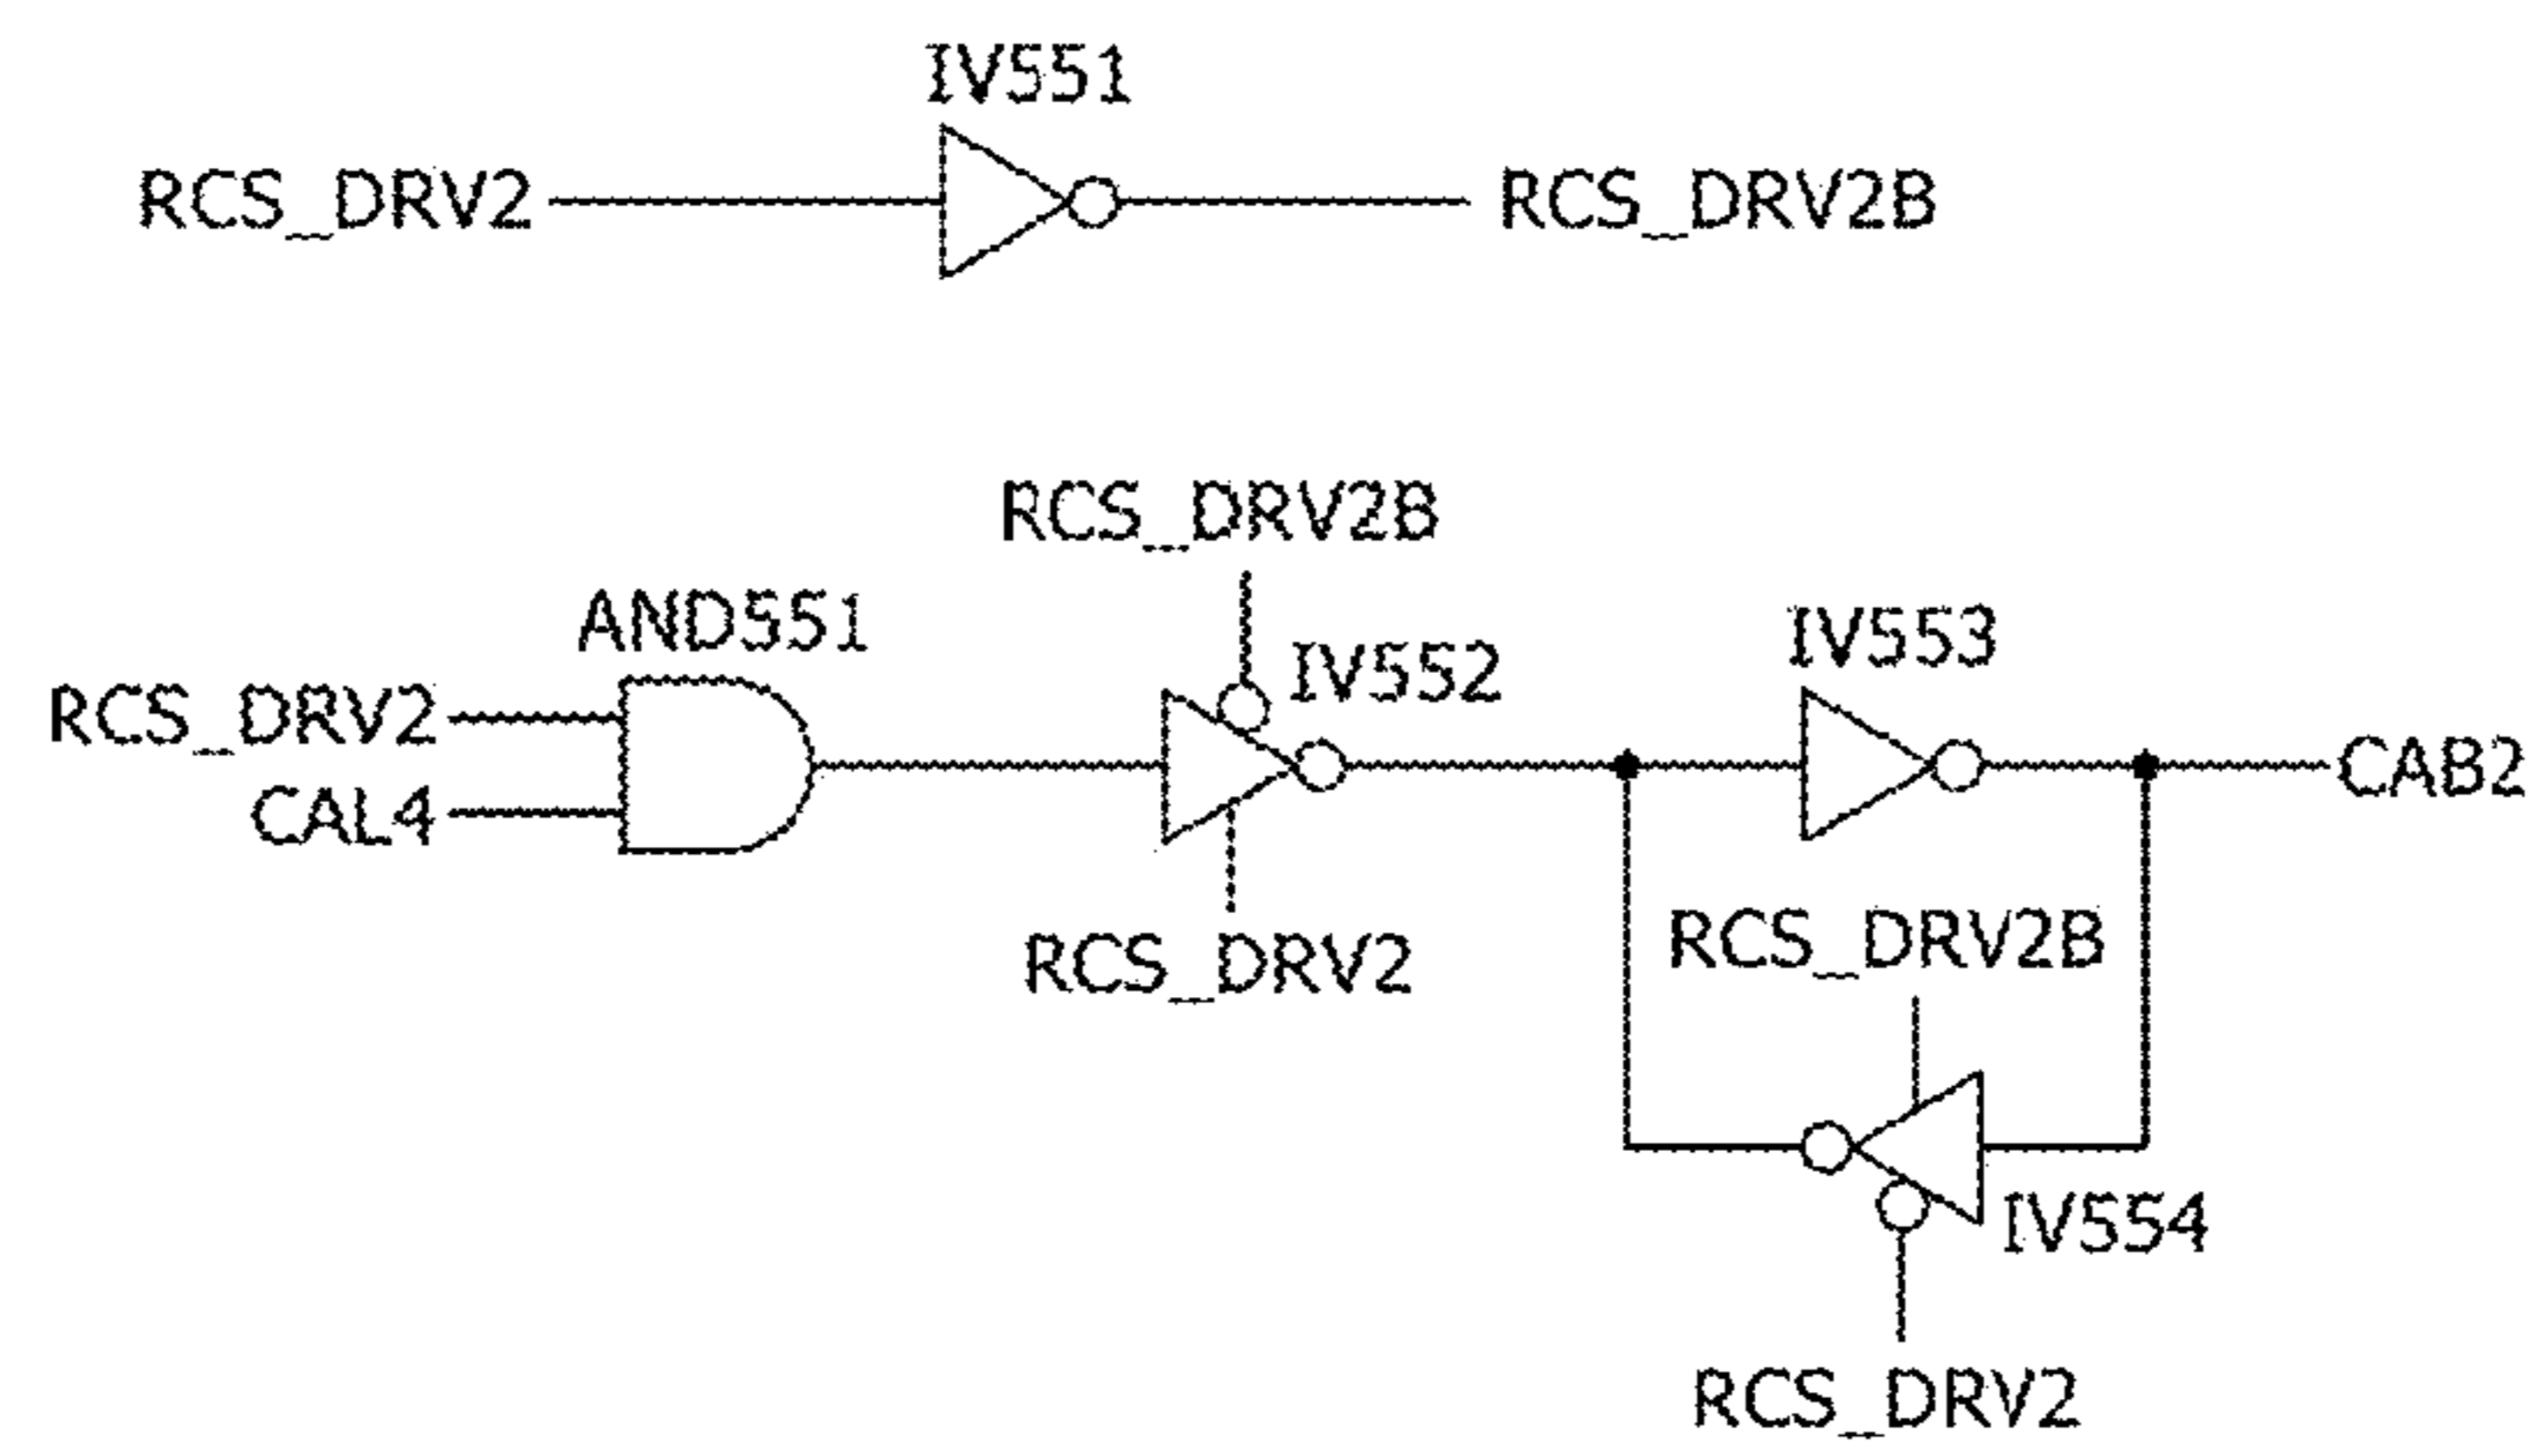 IV551
RCS_DRV2
RCS_DRV2B
RCS_DRV2B
AND551
IV552
IV553
RCS_DRV2
CAL4
CAB2
RCS_DRV2
RCS_DRV2B
IV554
RCS_DRV2